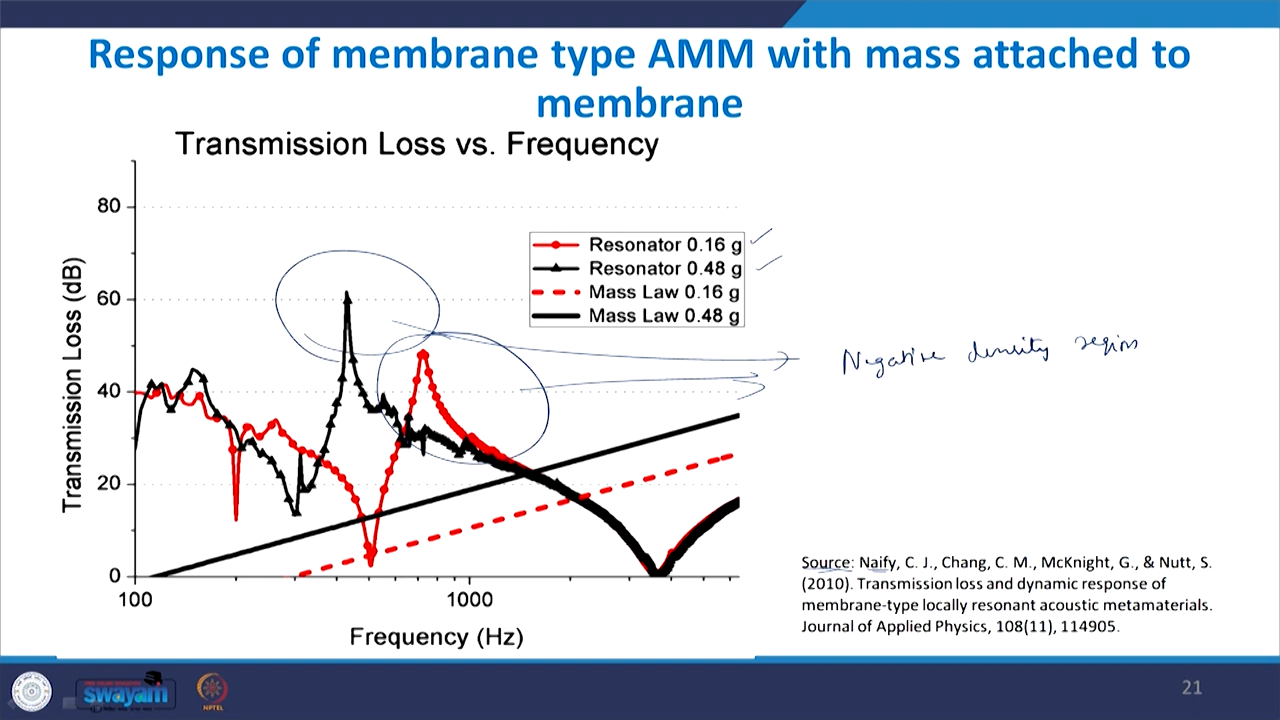 Response of membrane type AMM with mass attached to
membrane
Transmission Loss vs. Frequency
80
60
40
20
0
100
1000
Transmission Loss (dB)
Frequency (Hz)
Resonator 0.16 g
Resonator 0.48 g
Mass Law 0.16 g
Mass Law 0.48 g
Negative density region
Source: Naify, C. J., Chang, C. M., McKnight, G., & Nutt, S.
(2010). Transmission loss and dynamic response of
membrane-type locally resonant acoustic metamaterials.
Journal of Applied Physics, 108(11), 114905.
swayam
NPTEL
21